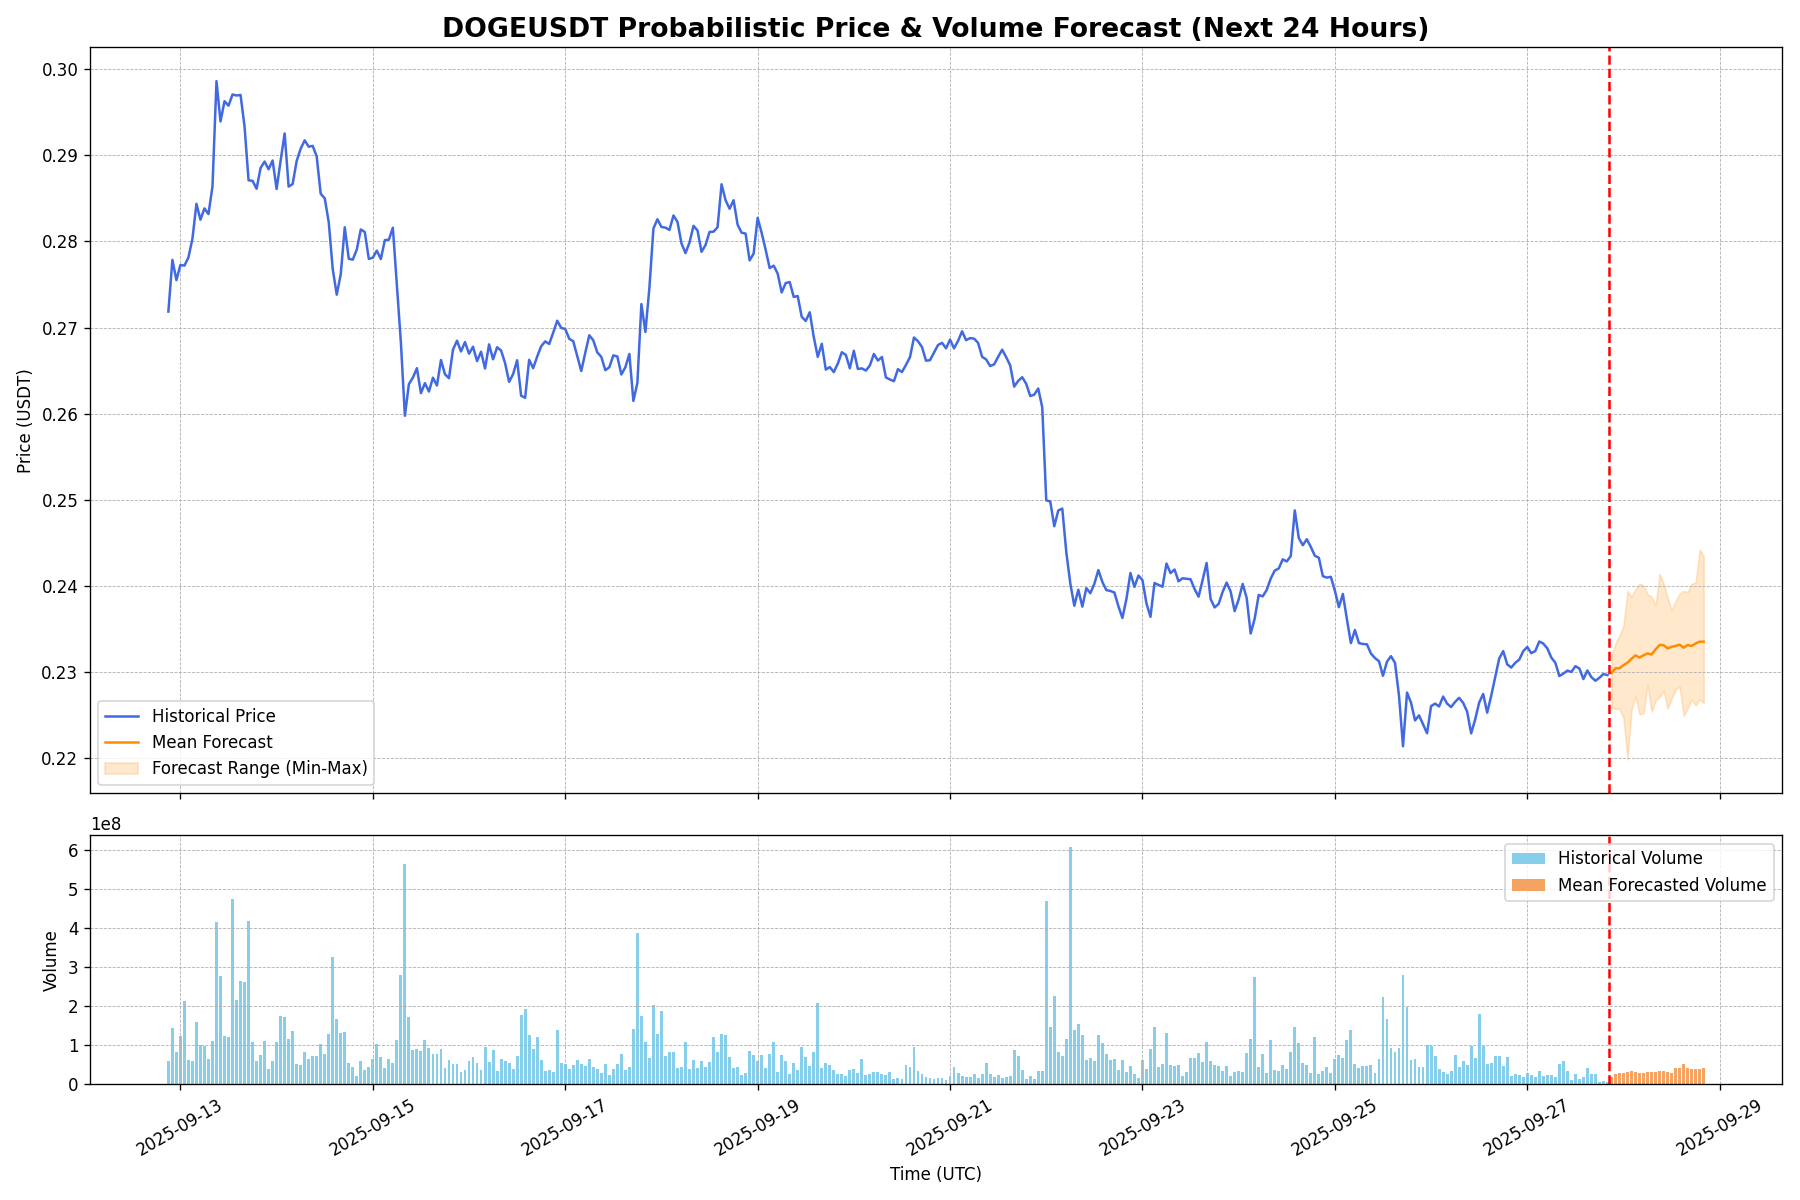 DOGEUSDT Probabilistic Price & Volume Forecast (Next 24 Hours)
0.30
0.29
0.28
0.27
0.26
0.25
0.24
0.23
0.22
Price (USDT)
Historical Price
Mean Forecast
Forecast Range (Min-Max)
1e8
6
5
4
3
2
1
0
Volume
Historical Volume
Mean Forecasted Volume
2025-09-13
2025-09-15
2025-09-17
2025-09-19
2025-09-21
2025-09-23
2025-09-25
2025-09-27
2025-09-29
Time (UTC)